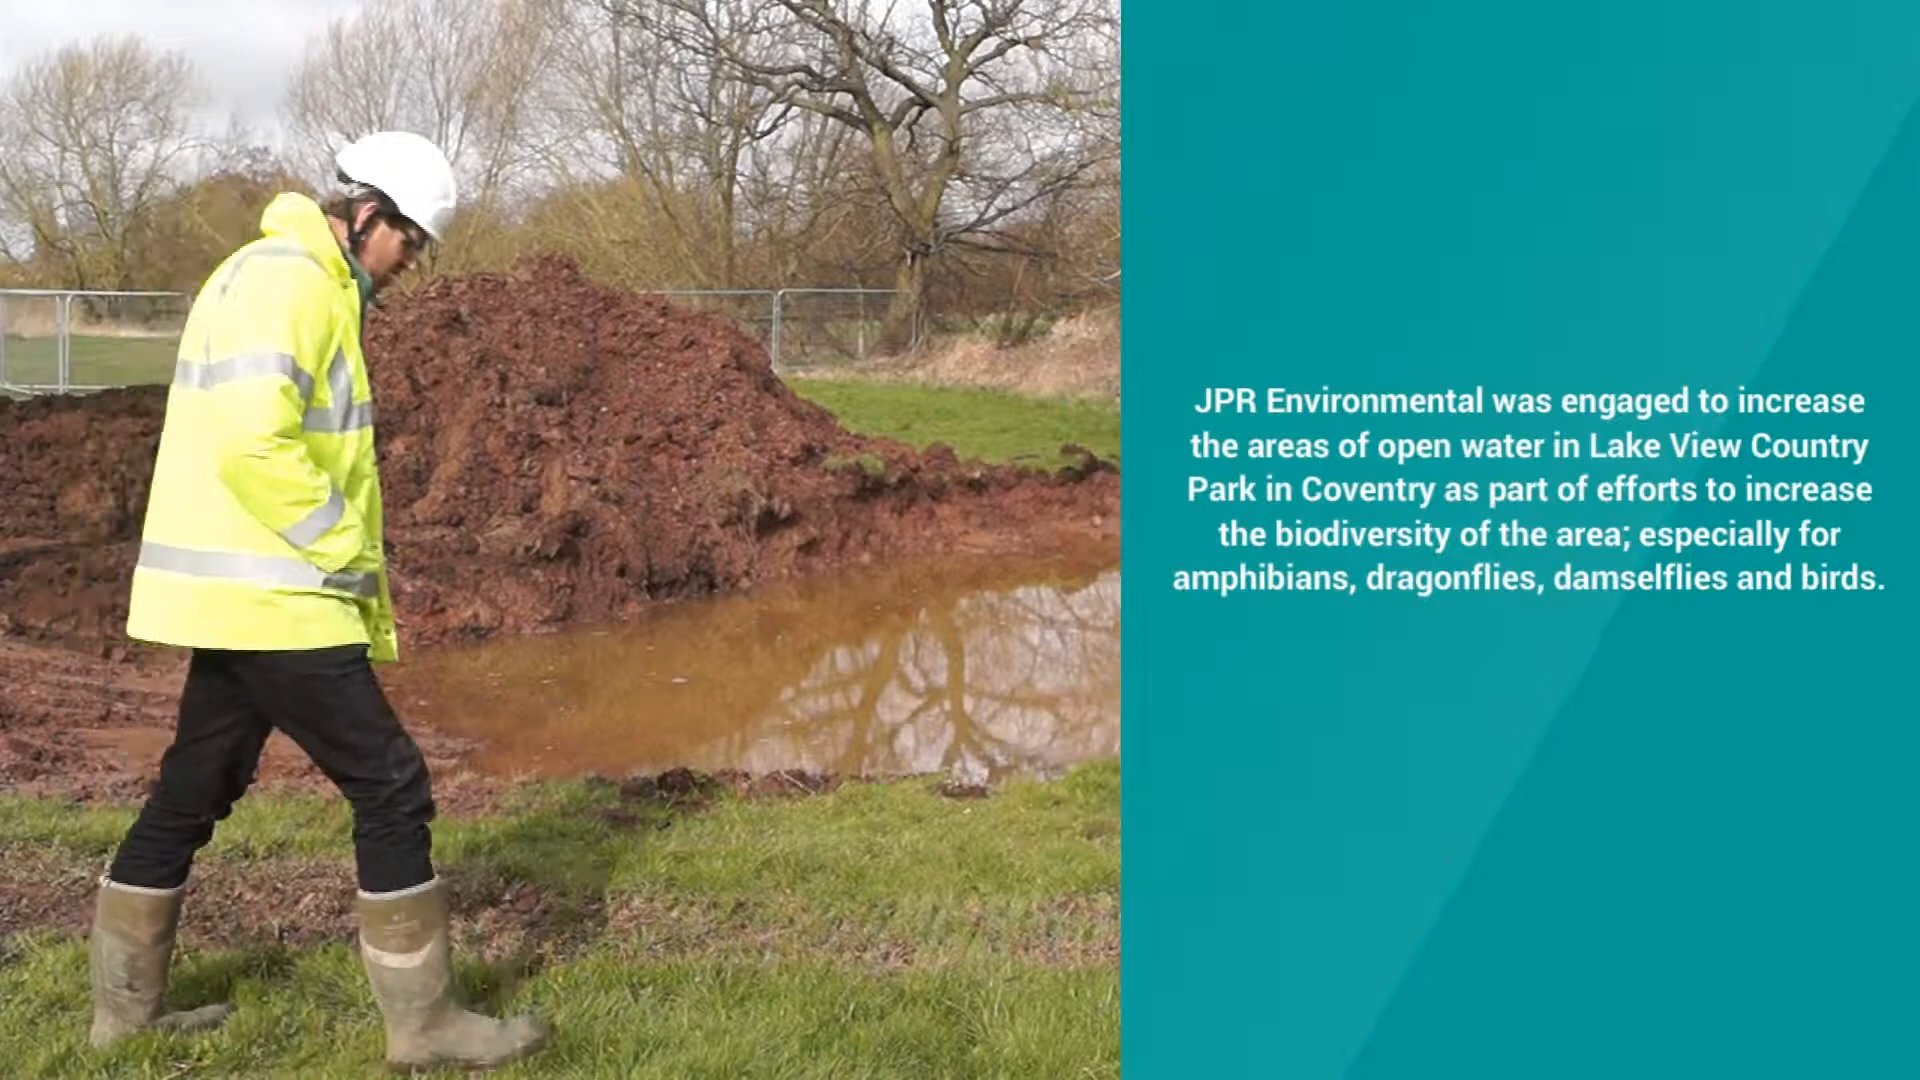 JPR Environmental was engaged to increase
the areas of open water in Lake View Country
Park in Coventry as part of efforts to increase
the biodiversity of the area; especially for
amphibians, dragonflies, damselflies and birds.